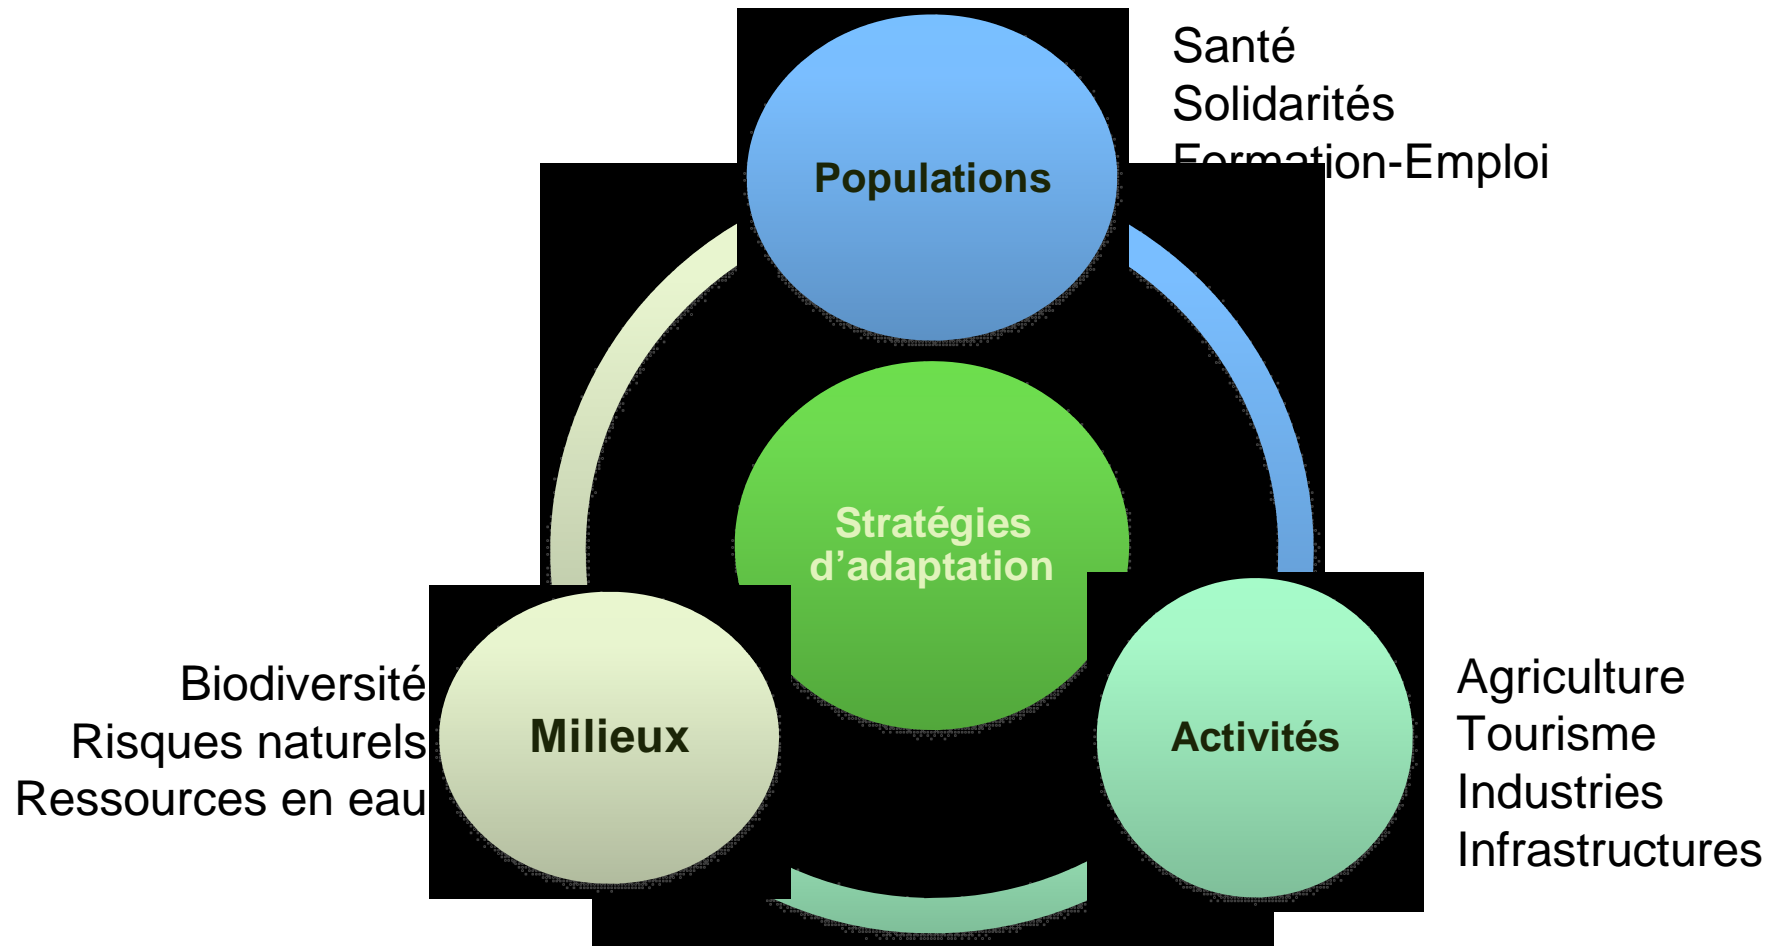 Santé
Solidarités
Formation-Emploi
Populations
Stratégies
d’adaptation
Biodiversité
Risques naturels
Ressources en eau
Milieux
Activités
Agriculture
Tourisme
Industries
Infrastructures